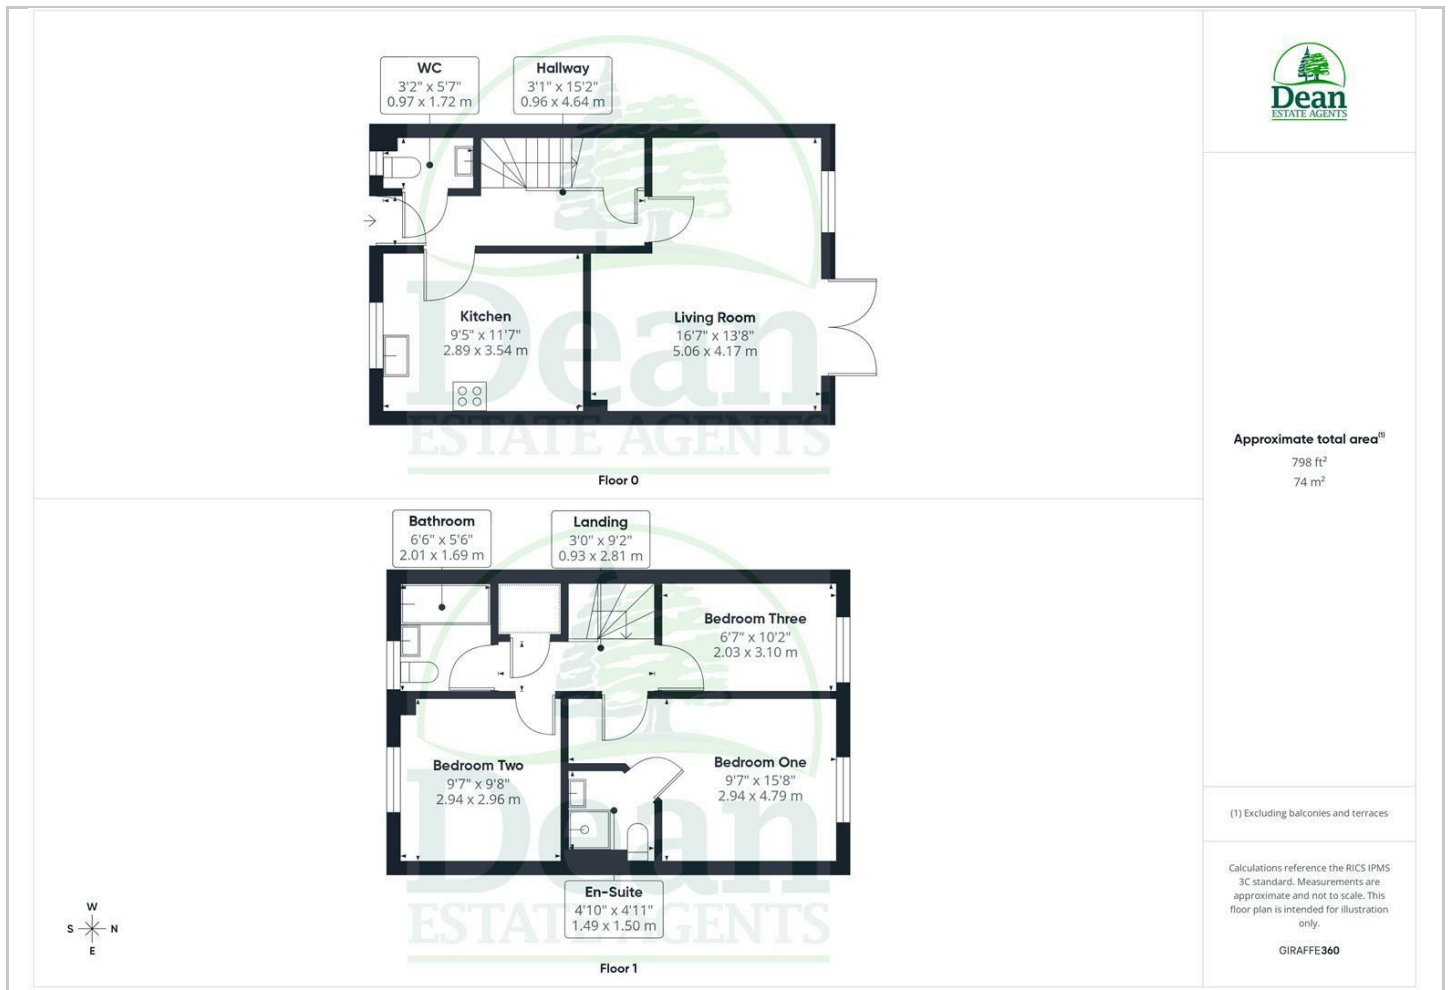 WC
3'2" x 5'7"
0.97 x 1.72 m
Hallway
3'1" x 15'2"
0.96 x 4.64 m
Kitchen
9'5" x 11'7"
2.89 x 3.54 m
Living Room
16'7" x 13'8"
5.06 x 4.17 m
Dean
ESTATE AGENTS
Floor 0
Bathroom
6'6" x 5'6"
2.01 x 1.69 m
Landing
3'0" x 9'2"
0.93 x 2.81 m
Bedroom Three
6'7" x 10'2"
2.03 x 3.10 m
Bedroom Two
9'7" x 9'8"
2.94 x 2.96 m
Bedroom One
9'7" x 15'8"
2.94 x 4.79 m
En-Suite
4'10" x 4'11"
1.49 x 1.50 m
Dean
ESTATE AGENTS
Floor 1
W
S N
E
Dean
ESTATE AGENTS
Approximate total area(1)
798 ft²
74 m²
(1) Excluding balconies and terraces
Calculations reference the RICS IPMS
3C standard. Measurements are
approximate and not to scale. This
floor plan is intended for illustration
only.
GIRAFFE360